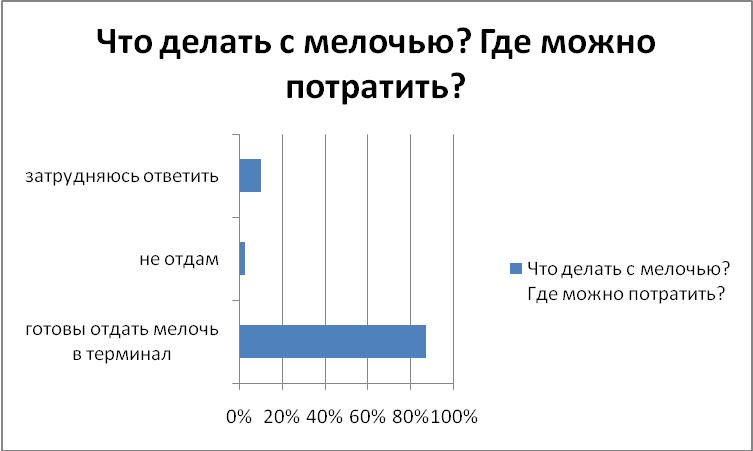 Что делать с мелочью? Где можно
потратить?
затрудняюсь ответить
не отдам
готовы отдать мелочь
в терминал
0% 20% 40% 60% 80% 100%
Что делать с мелочью?
Где можно потратить?